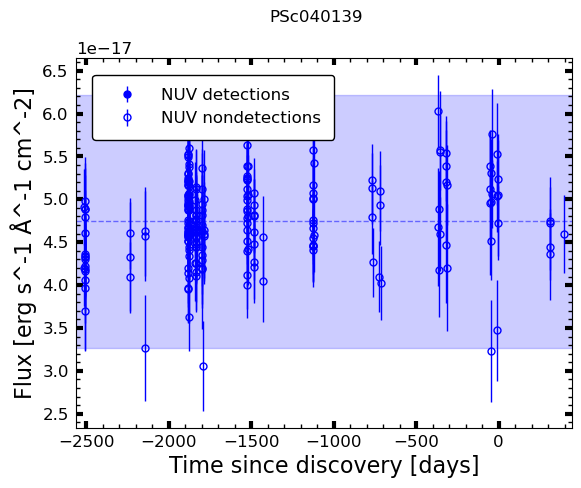 PSc040139
1e−17
NUV detections
NUV nondetections
6.5
6.0
5.5
5.0
4.5
4.0
3.5
3.0
2.5
Flux [erg s^-1 Å^-1 cm^-2]
−2500 −2000 −1500 −1000 −500 0
Time since discovery [days]